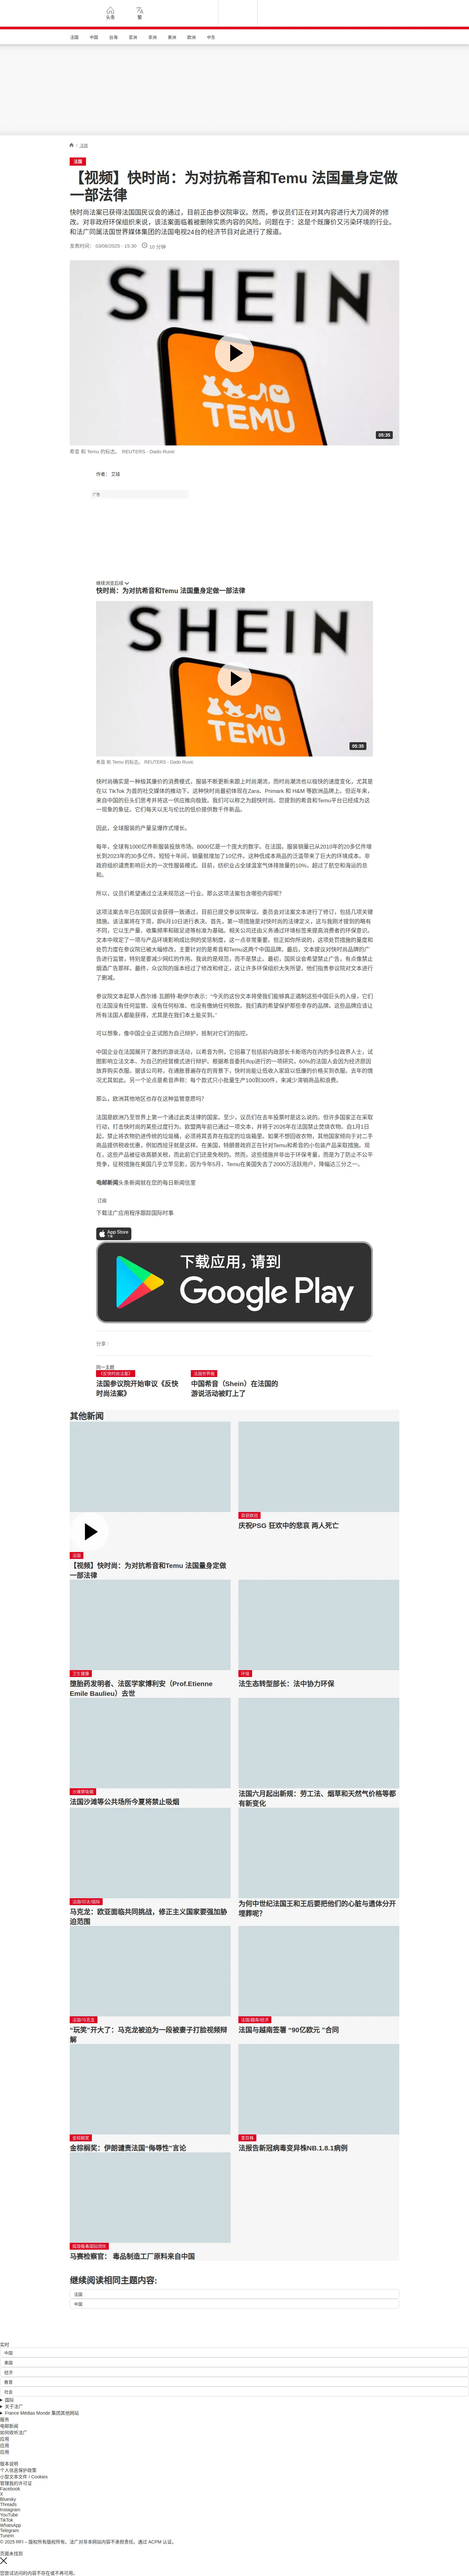 头条
繁
法国
中国
台海
亚洲
非洲
美洲
欧洲
中东
法国
法国
【视频】快时尚：为对抗希音和Temu 法国量身定做一部法律
快时尚法案已获得法国国民议会的通过，目前正由参议院审议。然而，参议员们正在对其内容进行大刀阔斧的修改。对非政府环保组织来说，该法案面临着被删除实质内容的风险。问题在于：这是个既廉价又污染环境的行业。和法广同属法国世界媒体集团的法国电视24台的经济节目对此进行了报道。
发表时间： 03/06/2025 - 15:30
10 分钟
SHEIN
TEMU
05:35
希音 和 Temu 的标志。 REUTERS - Dado Ruvic
作者： 艾绫
广告
继续浏览后续
快时尚：为对抗希音和Temu 法国量身定做一部法律
SHEIN
TEMU
05:35
希音 和 Temu 的标志。 REUTERS - Dado Ruvic
快时尚确实是一种极其廉价的消费模式，服装不断更新来跟上时尚潮流，而时尚潮流也以极快的速度变化，尤其是在以 TikTok 为首的社交媒体的推动下。这种快时尚最初体现在Zara、Primark 和 H&M 等欧洲品牌上。但近年来，来自中国的巨头们思考并将这一供应推向极致。我们可以称之为超快时尚。您提到的希音和Temu平台已经成为这一现象的象征。它们每天以无与伦比的低价提供数千新件单品。
因此，全球服装的产量呈爆炸式增长。
每年，全球有1000亿件新服装投放市场。8000亿是一个庞大的数字。在法国，服装销量已从2010年的20多亿件增长到2023年的30多亿件。短短十年间，销量就增加了10亿件。这种低成本商品的泛滥带来了巨大的环境成本。非政府组织谴责影响巨大的一次性服装模式。目前，纺织业占全球温室气体排放量的10%。超过了航空和海运的总和。
所以，议员们希望通过立法来规范这一行业。那么这项法案包含哪些内容呢？
这项法案去年已在国民议会获得一致通过，目前已提交参议院审议。委员会对法案文本进行了修订，包括几项关键措施。该法案将在下周，即6月10日进行表决。首先，第一项措施是对快时尚的法律定义，这与我刚才提到的略有不同，它以生产量、收集频率和碳足迹等标准为基础。相关公司还由义务通过环境标签来提高消费者的环保意识。文本中规定了一项与产品环境影响或比例的奖惩制度，这一点非常重要。但正如你所说的，这项处罚措施的量度和处罚力度在参议院已被大幅修改。主要针对的是希音和Temu这两个中国品牌。最后，文本提议对快时尚品牌的广告进行监管，特别是要减少网红的作用。我说的是规范，而不是禁止。最初，国民议会希望禁止广告，有点像禁止烟酒广告那样。最终，众议院的版本经过了修改和修正，这让许多环保组织大失所望，他们指责参议院对文本进行了删减。
参议院文本起草人西尔维·瓦朗特-勒伊尔表示：“今天的这份文本将使我们能够真正遏制这些中国巨头的入侵，它们在法国没有任何监管、没有任何标准、也没有缴纳任何税款。我们真的希望保护那些幸存的品牌。这些品牌应该让所有法国人都能获得，尤其是在我们本土能买到。”
可以想象，像中国企业正试图为自己辩护，抵制对它们的指控。
中国企业在法国展开了激烈的游说活动，以希音为例，它招募了包括前内政部长卡斯塔内在内的多位政界人士，试图影响立法文本、为自己的经营模式进行辩护。根据希音委托ifop进行的一项研究，60%的法国人会因为经济原因放弃购买衣服。据该公司称，在通胀普遍存在的背景下，快时尚能让低收入家庭以低廉的价格买到衣服。去年的情况尤其如此。另一个论点是希音声称：每个款式只小批量生产100到300件，来减少滞销商品和浪费。
那么，欧洲其他地区也存在这种监管意愿吗？
法国是欧洲乃至世界上第一个通过此类法律的国家。至少，议员们在去年投票时是这么说的。但许多国家正在采取行动，打击快时尚的某些过度行为。欧盟两年前已通过一项文本，并将于2026年在法国禁止焚烧衣物。自1月1日起，禁止将衣物扔进传统的垃圾桶，必须将其丢弃在指定的垃圾箱里。如果不想回收衣物，其他国家倾向于对二手商品提供税收优惠，例如西班牙就是这样。在美国，特朗普政府正在针对Temu和希音的小包装产品采取措施。现在，这些产品被征收高额关税，而此前它们还是免税的。然而，这些措施并非出于环保考量，而是为了防止不公平竞争，征税措施在美国几乎立竿见影，因为今年5月，Temu在美国失去了2000万活跃用户，降幅达三分之一。
电邮新闻头条新闻就在您的每日新闻信里
订阅
下载法广应用程序跟踪国际时事
App Store
下载
下载应用，请到
Google Play
分享 :
同一主题
《反快时尚法案》
法国参议院开始审议《反快时尚法案》
法国世界报
中国希音（Shein）在法国的游说活动被盯上了
其他新闻
法国
【视频】快时尚：为对抗希音和Temu 法国量身定做一部法律
喜获欧冠
庆祝PSG 狂欢中的悲哀 两人死亡
卫生健康
堕胎药发明者、法医学家博利安（Prof.Etienne Emile Baulieu）去世
环保
法生态转型部长：法中协力环保
沙滩禁吸烟
法国沙滩等公共场所今夏将禁止吸烟
法国六月起出新规：劳工法、烟草和天然气价格等都有新变化
法国/印太/国际
马克龙：欧亚面临共同挑战，修正主义国家要强加胁迫范围
为何中世纪法国王和王后要把他们的心脏与遗体分开埋葬呢？
法国/马克龙
“玩笑”开大了：马克龙被迫为一段被妻子打脸视频辩解
法国/越南/经济
法国与越南签署 “90亿欧元 ”合同
金棕榈奖
金棕榈奖：伊朗谴责法国“侮辱性”言论
变异株
法报告新冠病毒变异株NB.1.8.1病例
马赛检察官： 毒品制造工厂原料来自中国
继续阅读相同主题内容:
法国
中国
实时
中国
美国
经济
教育
社会
国际
关于法广
France Médias Monde 集团其他网站
服务
电邮新闻
如何收听法广
应用
应用
应用
版本说明
个人信息保护政策
小型文本文件 / Cookies
管理我的许可证
Facebook
X
Bluesky
Threads
Instagram
YouTube
TikTok
WhatsApp
Telegram
TuneIn
© 2025 RFI – 版权所有版权所有。法广对非本网站内容不承担责任。通过 ACPM 认证。
页面未找到
您尝试访问的内容不存在或不再可用。